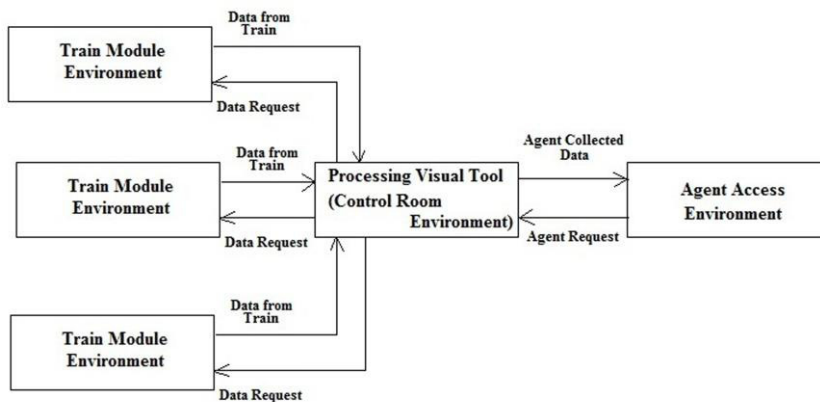 Data from
Train
Train Module
Environment
Data Request
Data from
Train
Train Module
Environment
Data Request
Processing Visual Tool
(Control Room
Environment)
Agent Collected
Data
Agent Request
Agent Access
Environment
Data from
Train
Train Module
Environment
Data Request